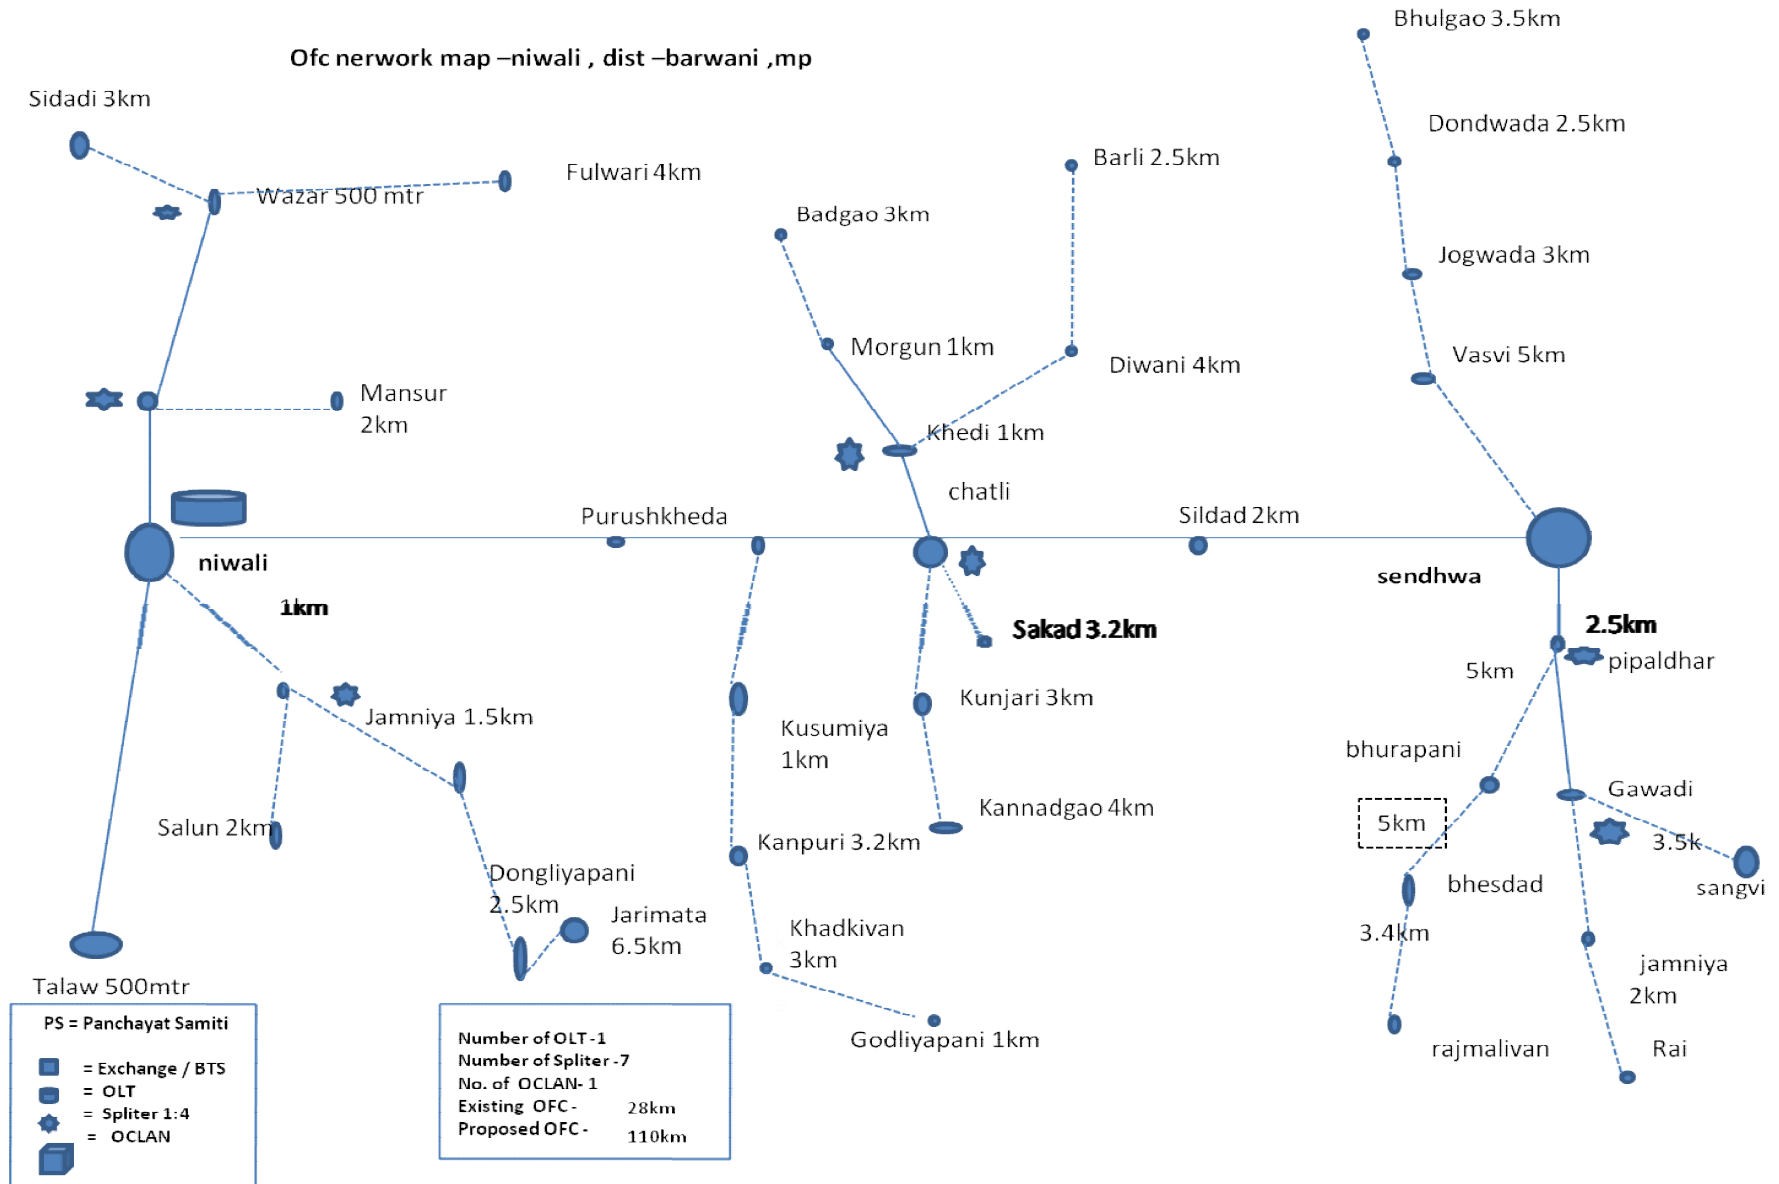 Ofc nerwork map –niwali , dist –barwani ,mp
Bhulgao 3.5km
Sidadi 3km
Dondwada 2.5km
Fulwari 4km
Barli 2.5km
Wazar 500 mtr
Badgao 3km
Jogwada 3km
Morgun 1km
Diwani 4km
Vasvi 5km
Mansur
2km
Khedi 1km
chatli
Purushkheda
Sildad 2km
niwali
sendhwa
1km
Sakad 3.2km
2.5km
pipaldhar
5km
Jamniya 1.5km
Kunjari 3km
Kusumiya
1km
bhurapani
Gawadi
Salun 2km
Kannadgao 4km
5km
3.5k
Kanpuri 3.2km
Dongliyapani
2.5km
bhesdad
sangvi
Jarimata
6.5km
Khadkivan
3km
3.4km
jamniya
2km
Talaw 500mtr
Godliyapani 1km
rajmalivan
Rai
PS = Panchayat Samiti
= Exchange / BTS
= OLT
= Spliter 1:4
= OCLAN
Number of OLT -1
Number of Spliter -7
No. of OCLAN- 1
Existing OFC - 28km
Proposed OFC - 110km